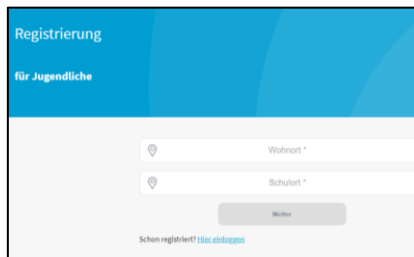 Registrierung
für Jugendliche
Wohnort *
Schulort *
Weiter
Schon registriert? Hier einloggen